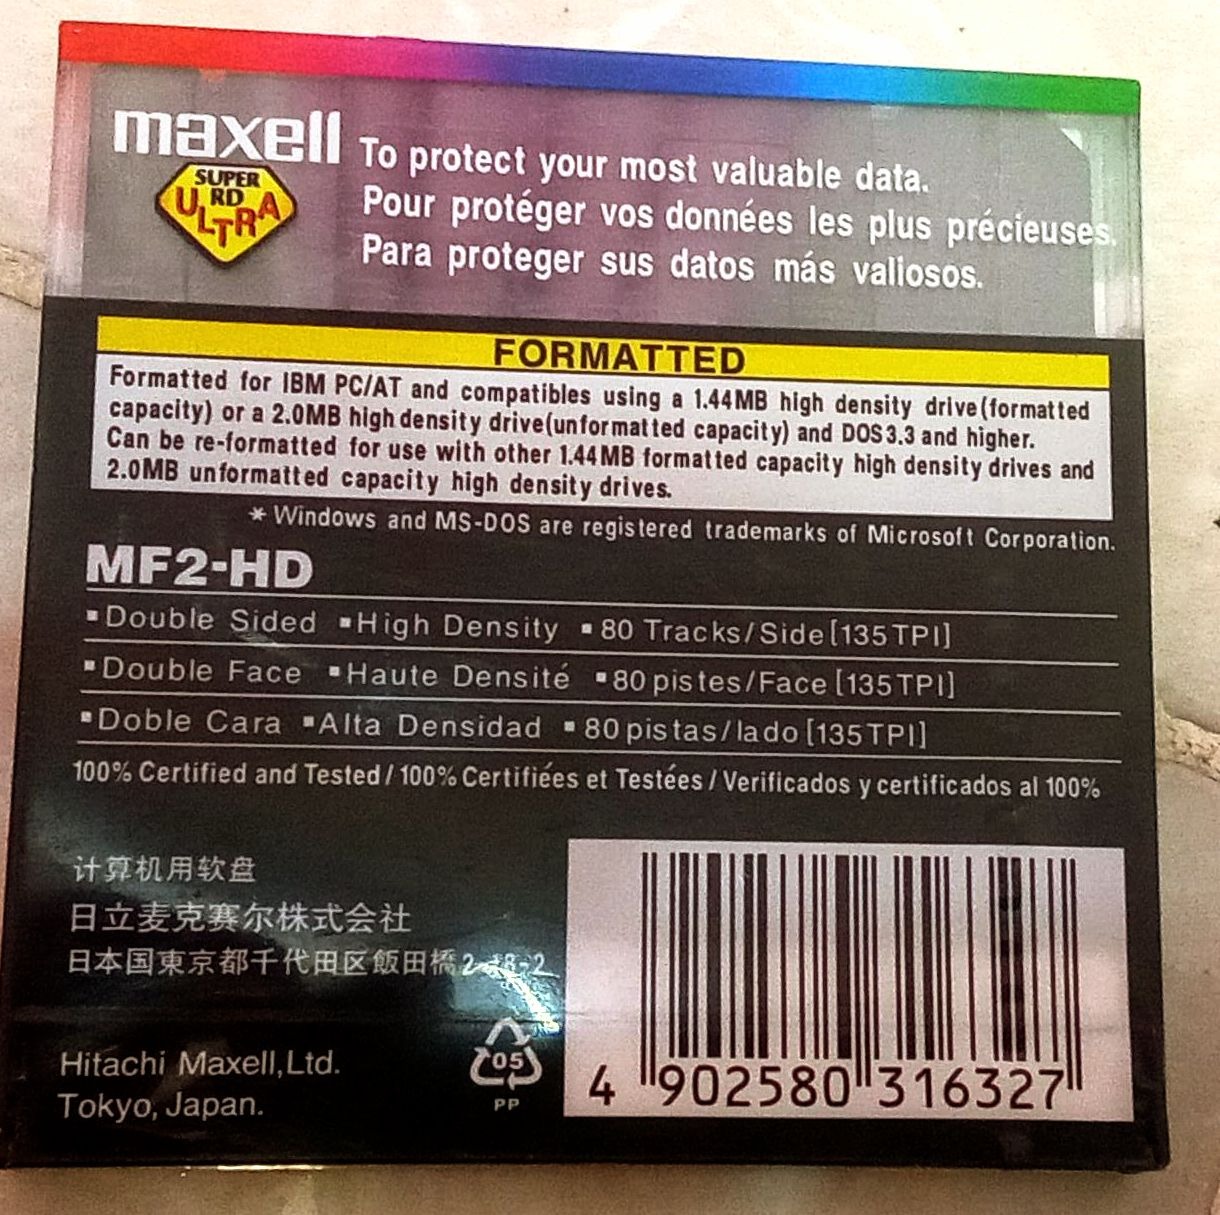 maxell
SUPER
RD
ULTRA
To protect your most valuable data.
Pour protéger vos données les plus précieuses.
Para proteger sus datos más valiosos.
FORMATTED
Formatted for IBM PC/AT and compatibles using a 1.44MB high density drive(formatted
capacity) or a 2.0MB high density drive(unformatted capacity) and DOS3.3 and higher.
Can be re-formatted for use with other 1.44MB formatted capacity high density drives and
2.0MB unformatted capacity high density drives.
* Windows and MS-DOS are registered trademarks of Microsoft Corporation.
MF2-HD
▪Double Sided ▪High Density ▪80 Tracks/Side[135TPI]
▪Double Face ▪Haute Densité ▪80pistes/Face[135TPI]
▪Doble Cara ▪Alta Densidad ▪80pistas/lado[135TPI]
100% Certified and Tested / 100% Certifiées et Testées / Verificados y certificados al 100%
计算机用软盘
日立麦克赛尔株式会社
日本国東京都千代田区飯田橋2-18-2
Hitachi Maxell,Ltd.
Tokyo,Japan.
05
PP
4 902580 316327